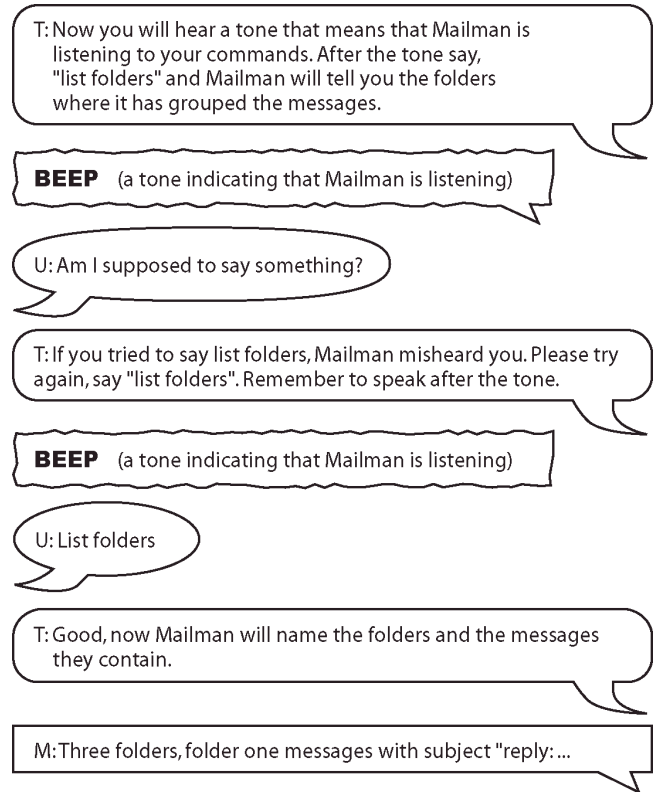 T: Now you will hear a tone that means that Mailman is
listening to your commands. After the tone say,
"list folders" and Mailman will tell you the folders
where it has grouped the messages.
BEEP (a tone indicating that Mailman is listening)
U: Am I supposed to say something?
T: If you tried to say list folders, Mailman misheard you. Please try
again, say "list folders". Remember to speak after the tone.
BEEP (a tone indicating that Mailman is listening)
U: List folders
T: Good, now Mailman will name the folders and the messages
they contain.
M: Three folders, folder one messages with subject "reply: ...